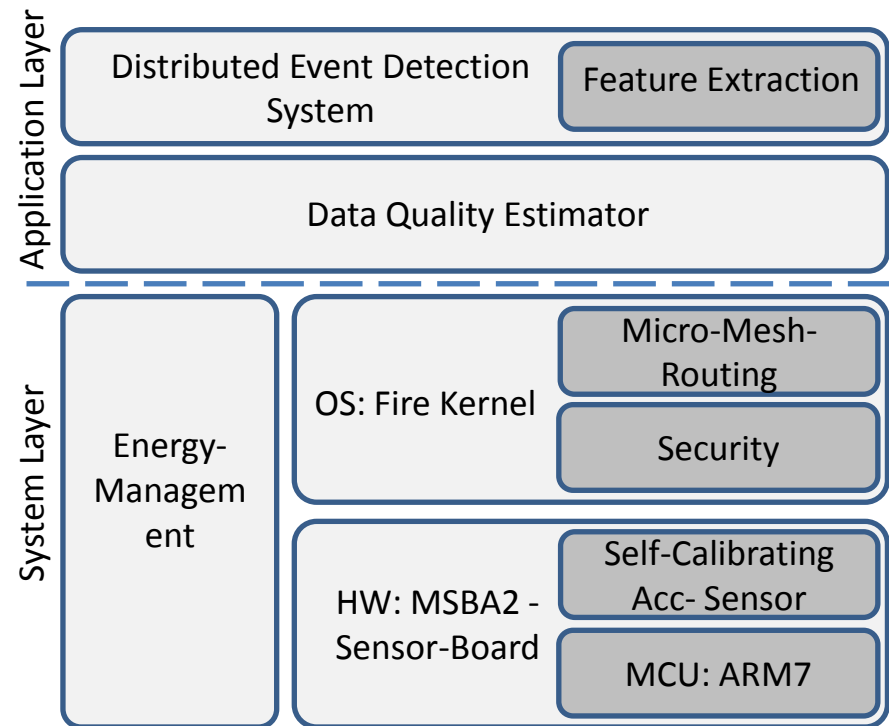 Application Layer
Distributed Event Detection
System
Feature Extraction
Data Quality Estimator
System Layer
Energy-
Managem
ent
OS: Fire Kernel
Micro-Mesh-
Routing
Security
HW: MSBA2 -
Sensor-Board
Self-Calibrating
Acc- Sensor
MCU: ARM7